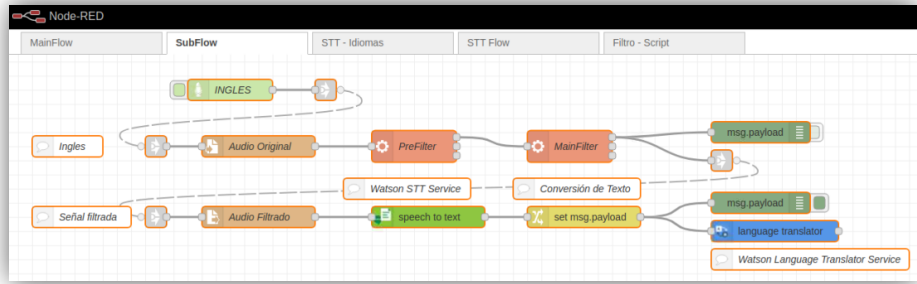 Node-RED
MainFlow
SubFlow
STT - Idiomas
STT Flow
Filtro - Script
INGLES
Ingles
Audio Original
PreFilter
MainFilter
msg.payload
Watson STT Service
Conversión de Texto
Señal filtrada
Audio Filtrado
speech to text
set msg.payload
msg.payload
language translator
Watson Language Translator Service